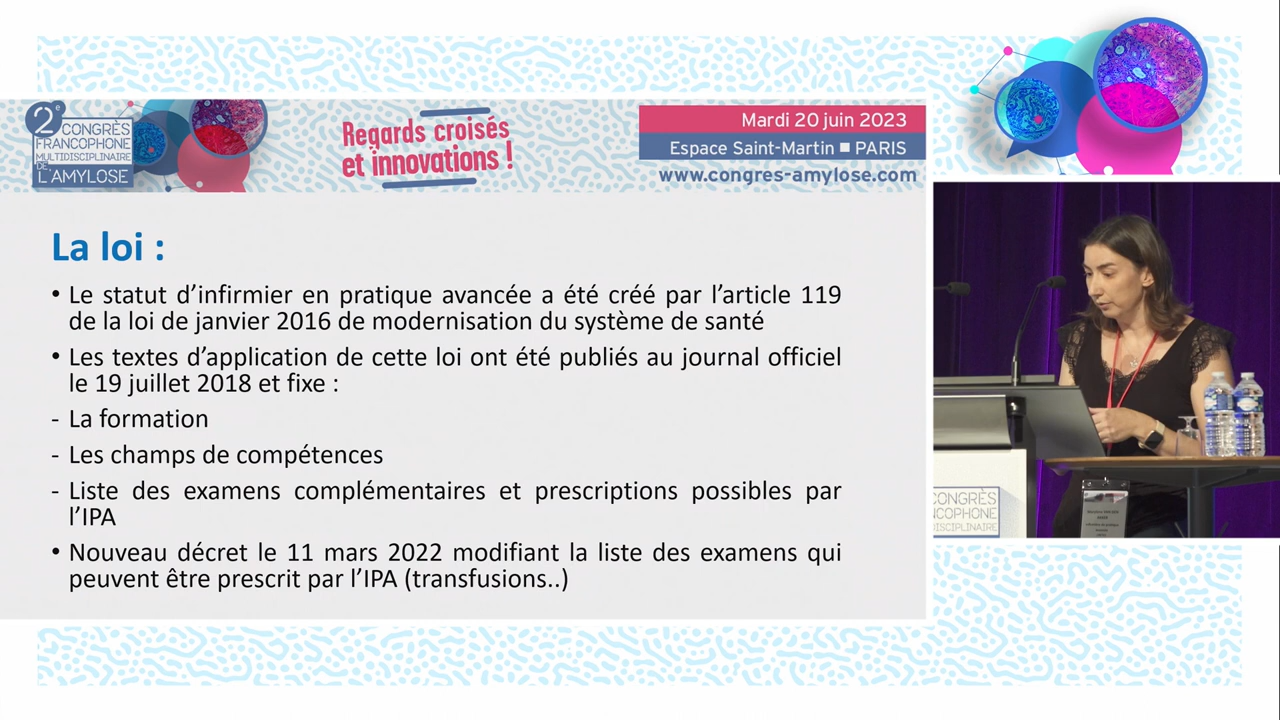 2e CONGRÈS
FRANCOPHONE
MULTIDISCIPLINAIRE
DE L'AMYLOSE
Regards croisés
et innovations !
Mardi 20 juin 2023
Espace Saint-Martin ■ PARIS
www.congres-amylose.com
La loi :
• Le statut d’infirmier en pratique avancée a été créé par l’article 119
de la loi de janvier 2016 de modernisation du système de santé
• Les textes d’application de cette loi ont été publiés au journal officiel
le 19 juillet 2018 et fixe :
- La formation
- Les champs de compétences
- Liste des examens complémentaires et prescriptions possibles par
l’IPA
• Nouveau décret le 11 mars 2022 modifiant la liste des examens qui
peuvent être prescrit par l’IPA (transfusions..)
CONGRÈS
NCOPHONE
DISCIPLINAIRE